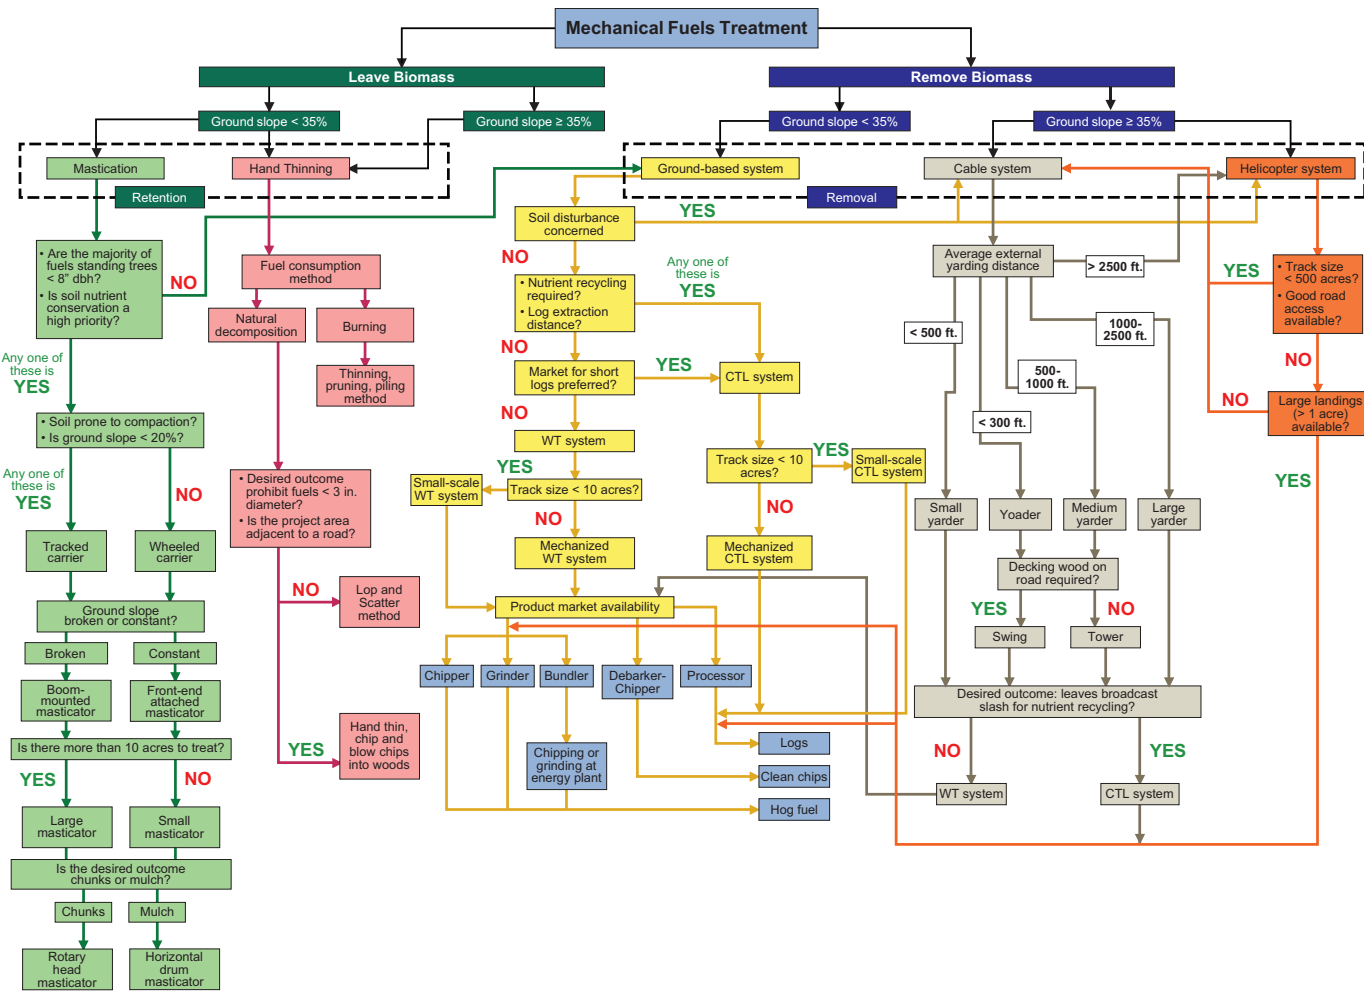 Mechanical Fuels Treatment
Leave Biomass
Remove Biomass
Ground slope < 35%
Ground slope ≥ 35%
Ground slope < 35%
Ground slope ≥ 35%
Mastication
Hand Thinning
Ground-based system
Cable system
Helicopter system
Retention
Removal
• Are the majority of
fuels standing trees
< 8” dbh?
• Is soil nutrient
conservation a
high priority?
NO
Any one of
these is
YES
• Soil prone to compaction?
• Is ground slope < 20%?
Any one of
these is
YES
NO
Tracked
carrier
Wheeled
carrier
Ground slope
broken or constant?
Broken
Constant
Boom-
mounted
masticator
Front-end
attached
masticator
Is there more than 10 acres to treat?
YES
NO
Large
masticator
Small
masticator
Is the desired outcome
chunks or mulch?
Chunks
Mulch
Rotary
head
masticator
Horizontal
drum
masticator
Fuel consumption
method
Natural
decomposition
Burning
Thinning,
pruning, piling
method
• Desired outcome
prohibit fuels < 3 in.
diameter?
• Is the project area
adjacent to a road?
NO
Lop and
Scatter
method
YES
Hand thin,
chip and
blow chips
into woods
Soil disturbance
concerned
YES
NO
• Nutrient recycling
required?
• Log extraction
distance?
Any one of
these is
YES
NO
Market for short
logs preferred?
YES
CTL system
NO
WT system
YES
Small-scale
WT system
Track size < 10 acres?
NO
Mechanized
WT system
Track size < 10
acres?
YES
Small-scale
CTL system
NO
Mechanized
CTL system
Product market availability
Chipper
Grinder
Bundler
Debarker-
Chipper
Processor
Chipping or
grinding at
energy plant
Logs
Clean chips
Hog fuel
Average external
yarding distance
> 2500 ft.
< 500 ft.
1000-
2500 ft.
500-
1000 ft.
< 300 ft.
Small
yarder
Yoader
Medium
yarder
Large
yarder
Decking wood on
road required?
YES
NO
Swing
Tower
Desired outcome: leaves broadcast
slash for nutrient recycling?
NO
YES
WT system
CTL system
YES
• Track size
< 500 acres?
• Good road
access
available?
NO
NO
Large landings
(> 1 acre)
available?
YES